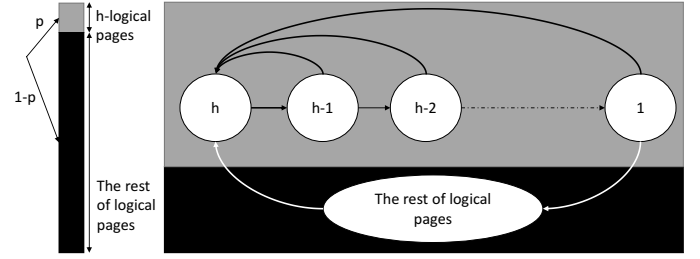 p
h-logical
pages
1-p
The rest
of logical
pages
h
h-1
h-2
1
The rest of logical
pages